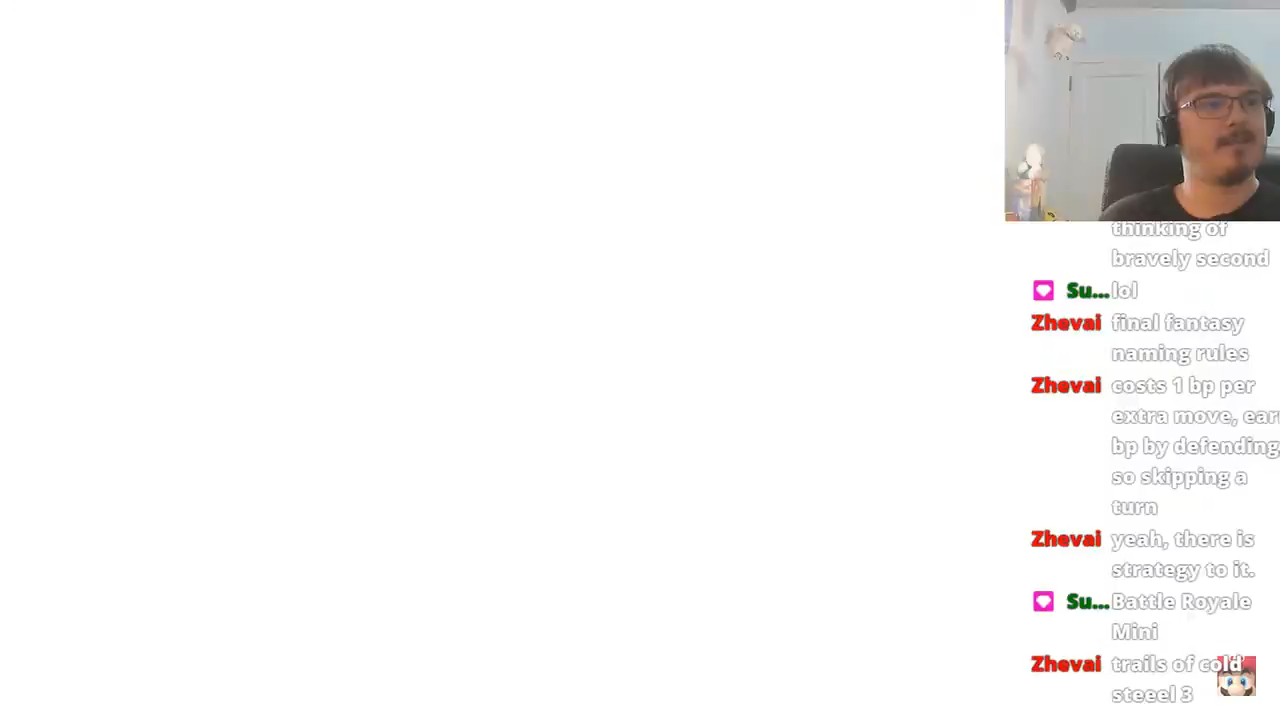 thinking of
bravely second
Su... lol
Zhevai final fantasy
naming rules
Zhevai costs 1 bp per
extra move, ear
bp by defending,
so skipping a
turn
Zhevai yeah, there is
strategy to it.
Su... Battle Royale
Mini
Zhevai trails of cold
steeel 3